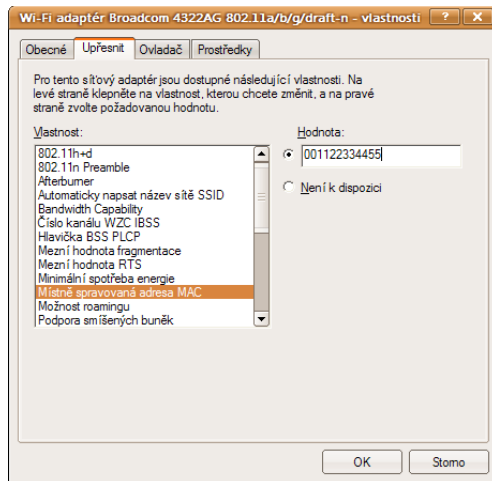 Wi-Fi adaptér Broadcom 4322AG 802.11a/b/g/draft-n - vlastnosti ? X
Obecné Upřesnit Ovladač Prostředky
Pro tento síťový adaptér jsou dostupné následující vlastnosti. Na
levé straně klepněte na vlastnost, kterou chcete změnit, a na pravé
straně zvolte požadovanou hodnotu.
Vlastnost: Hodnota:
802.11h+d
001122334455
802.11n Preamble
Afterburner
Automaticky napsat název sítě SSID
Není k dispozici
Bandwidth Capability
Číslo kanálu WZC IBSS
Hlavička BSS PLCP
Mezní hodnota fragmentace
Mezní hodnota RTS
Minimální spotřeba energie
Místně spravovaná adresa MAC
Možnost roamingu
Podpora smíšených buněk
OK Storno